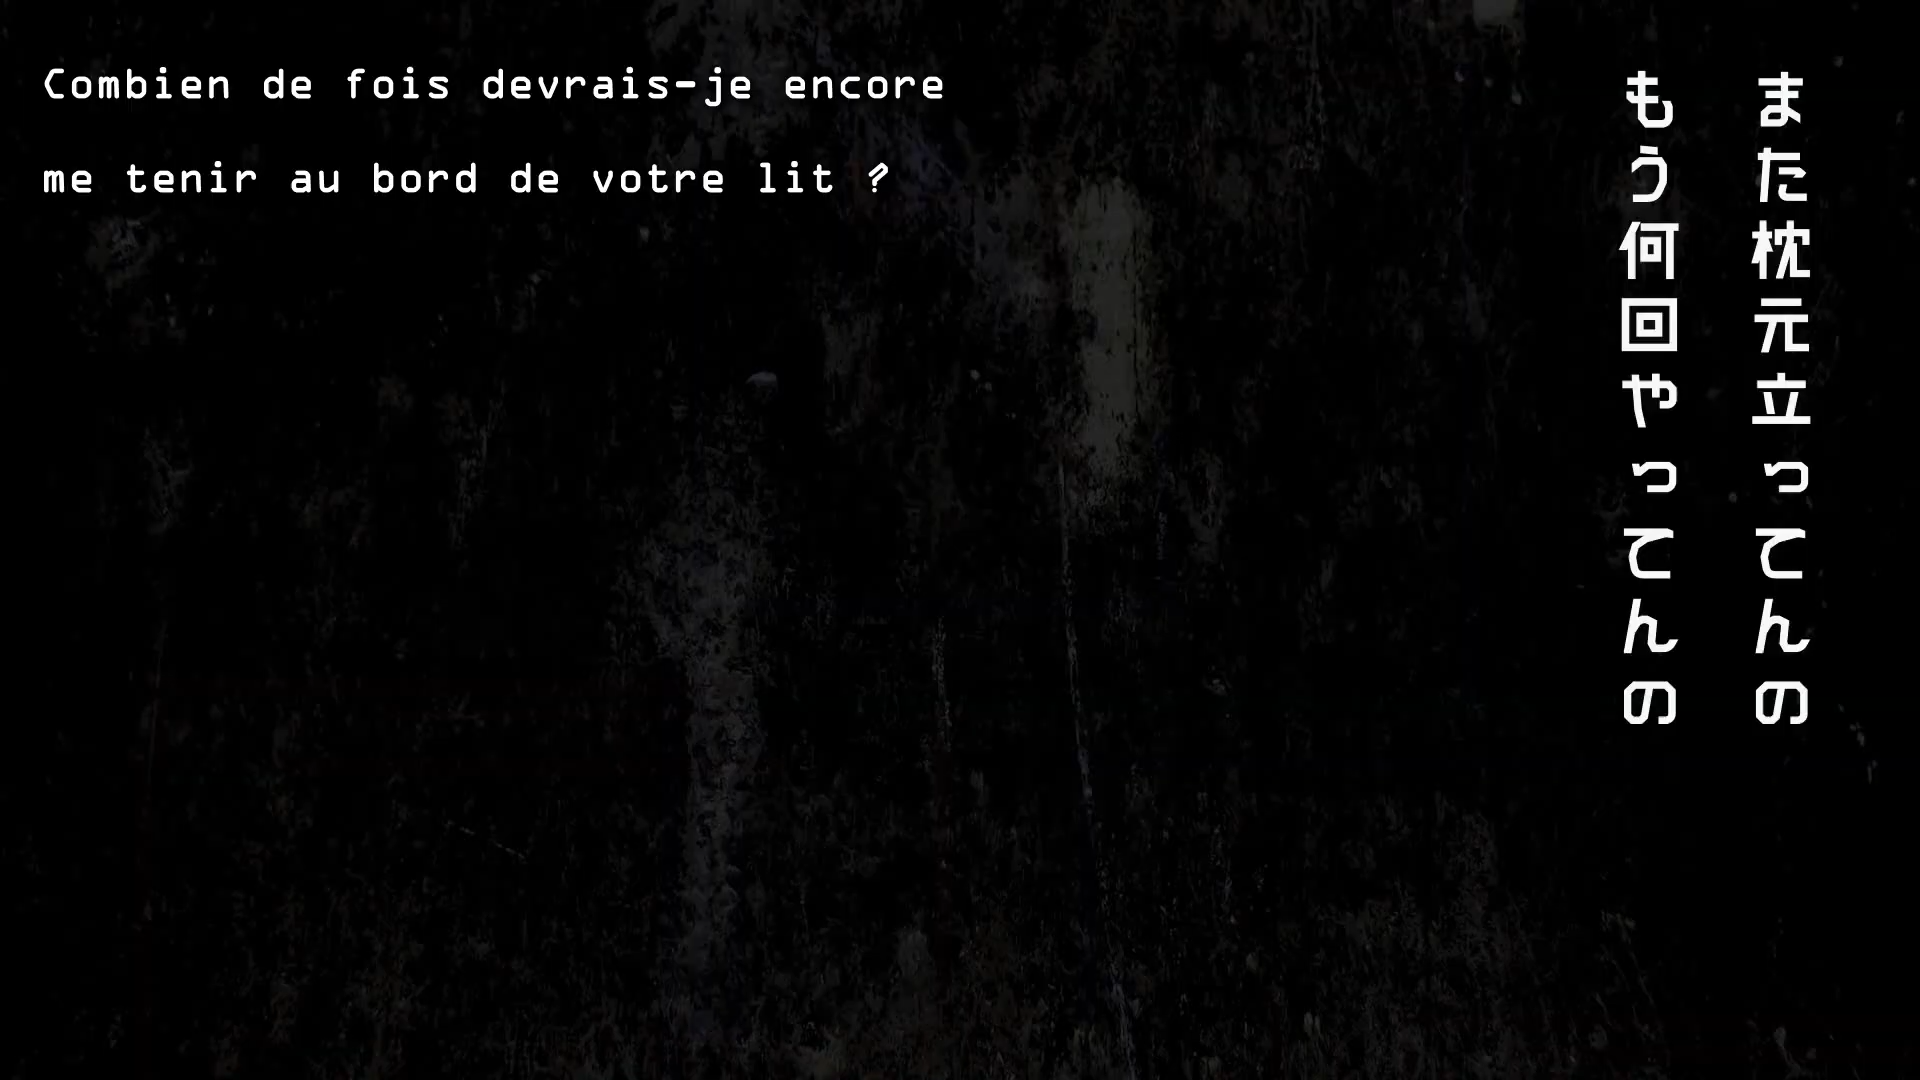 Combien de fois devrais-je encore
me tenir au bord de votre lit ?
また枕元立ってんの
もう何回やってんの